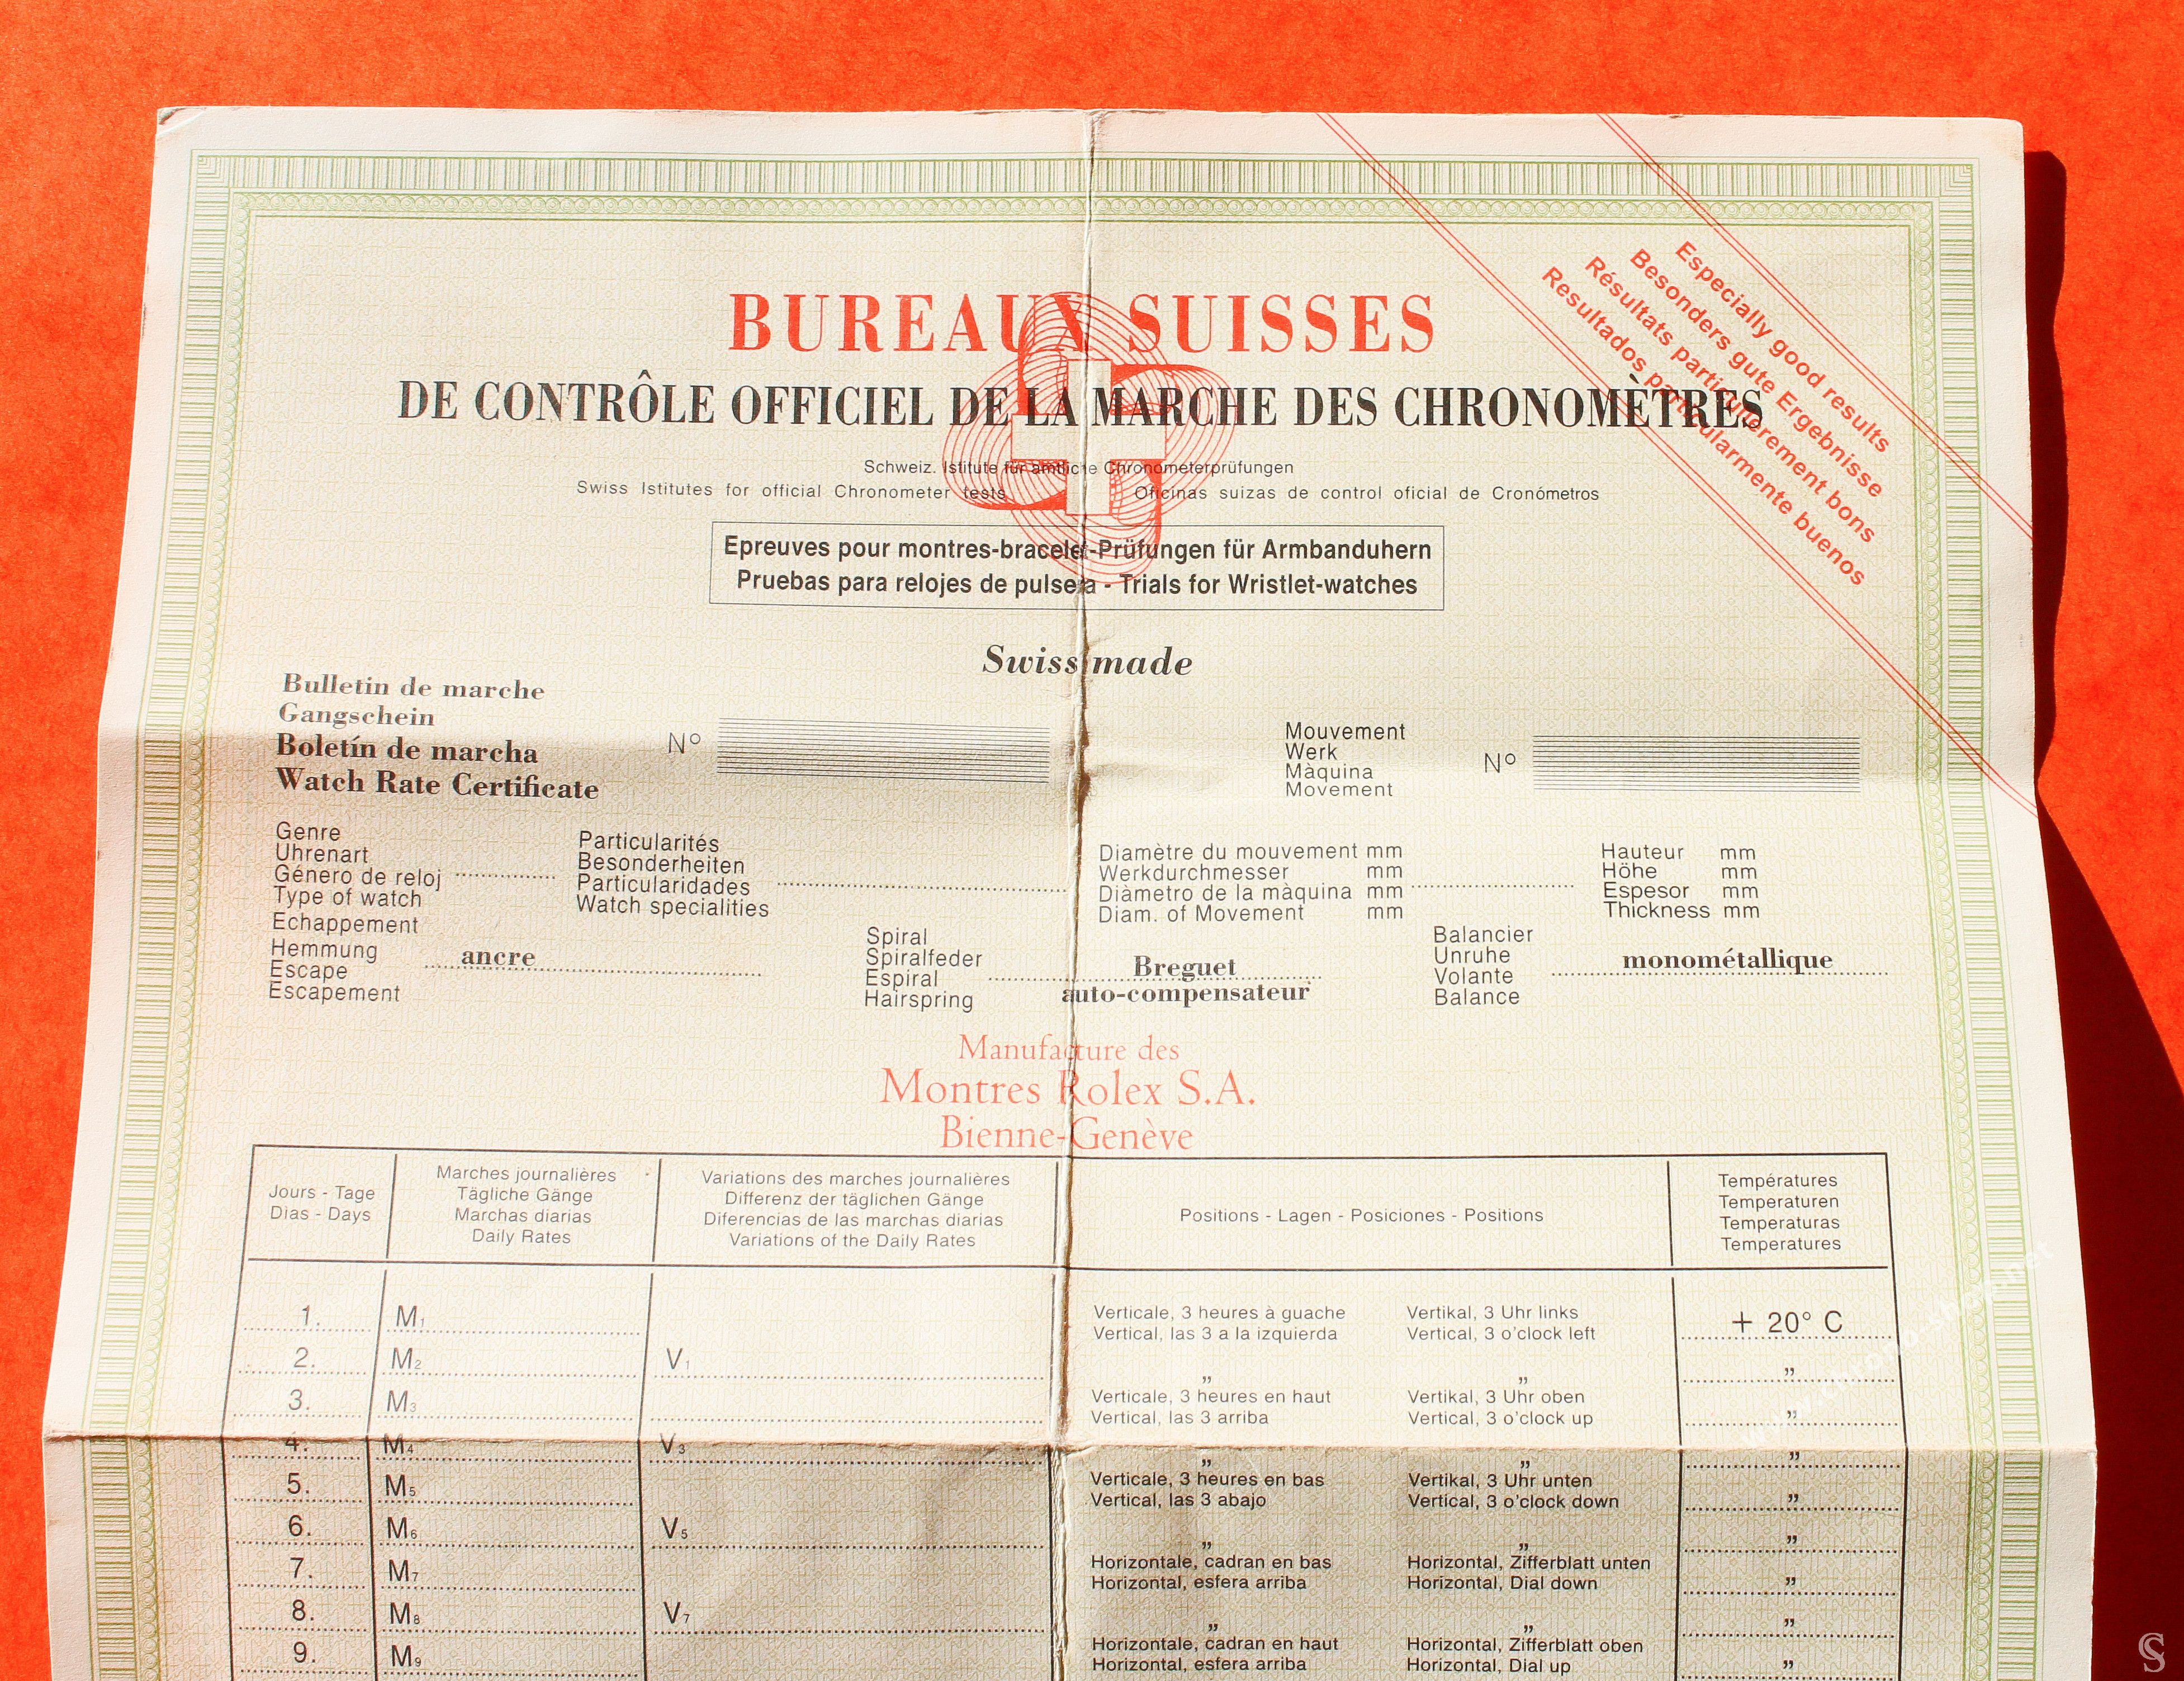 Especially good results
Besonders gute Ergebnisse
Résultats particulièrement bons
Resultados particularmente buenos
BUREAUX SUISSES
DE CONTRÔLE OFFICIEL DE LA MARCHE DES CHRONOMÈTRES
Schweiz. Istitute für amtliche Chronometerprüfungen
Swiss Istitutes for official Chronometer tests Oficinas suizas de control oficial de Cronómetros
Epreuves pour montres-bracelet-Prüfungen für Armbanduhern
Pruebas para relojes de pulsera - Trials for Wristlet-watches
Swiss made
Bulletin de marche
Gangschein
Boletín de marcha
Watch Rate Certificate
Nº
Mouvement
Werk
Màquina
Movement
Nº
Genre
Uhrenart
Género de reloj
Type of watch
Particularités
Besonderheiten
Particularidades
Watch specialities
Diamètre du mouvement mm
Werkdurchmesser mm
Diàmetro de la màquina mm
Diam. of Movement mm
Hauteur mm
Höhe mm
Espesor mm
Thickness mm
Echappement
Hemmung
Escape
Escapement
ancre
Spiral
Spiralfeder
Espiral
Hairspring
Breguet
auto-compensateur
Balancier
Unruhe
Volante
Balance
monométallique
Manufacture des
Montres Rolex S.A.
Bienne-Genève
Jours - Tage
Dias - Days
Marches journalières
Tägliche Gänge
Marchas diarias
Daily Rates
Variations des marches journalières
Differenz der täglichen Gänge
Diferencias de las marchas diarias
Variations of the Daily Rates
Positions - Lagen - Posiciones - Positions
Températures
Temperaturen
Temperaturas
Temperatures
1. M1 Verticale, 3 heures à guache Vertikal, 3 Uhr links + 20° C
Vertical, las 3 a la izquierda Vertical, 3 o'clock left
2. M2 V1 " " "
3. M3 Verticale, 3 heures en haut Vertikal, 3 Uhr oben "
Vertical, las 3 arriba Vertical, 3 o'clock up
4. M4 V3 " " "
5. M5 Verticale, 3 heures en bas Vertikal, 3 Uhr unten "
Vertical, las 3 abajo Vertical, 3 o'clock down
6. M6 V5 " " "
7. M7 Horizontale, cadran en bas Horizontal, Zifferblatt unten "
Horizontal, esfera arriba Horizontal, Dial down
8. M8 V7 " " "
9. M9 Horizontale, cadran en haut Horizontal, Zifferblatt oben "
Horizontal, esfera arriba Horizontal, Dial up